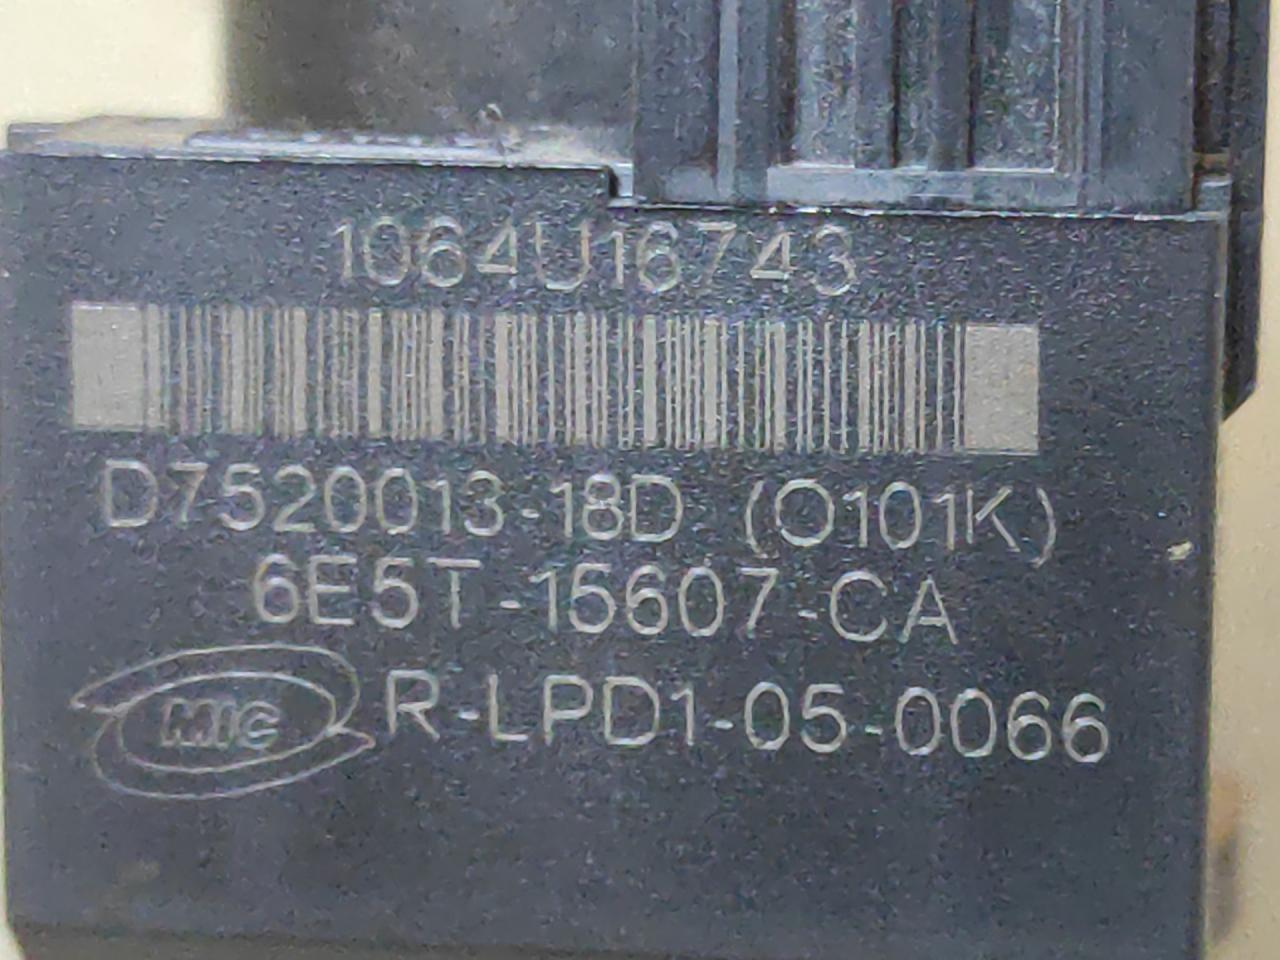 1064U16743
D7520013-18D (O101K)
6E5T-15607-CA
MIC R-LPD1-05-0066